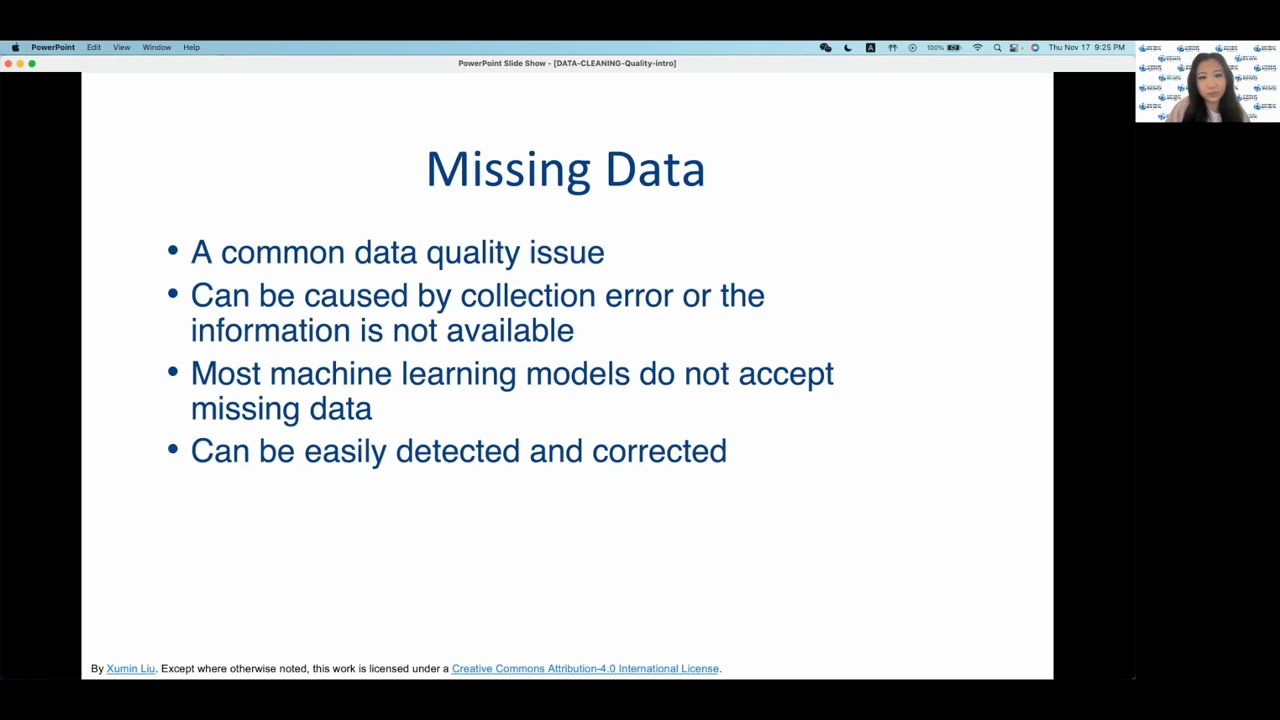 PowerPoint Edit View Window Help
100% Thu Nov 17 9:25 PM
PowerPoint Slide Show - [DATA-CLEANING-Quality-intro]
Missing Data
• A common data quality issue
• Can be caused by collection error or the
information is not available
• Most machine learning models do not accept
missing data
• Can be easily detected and corrected
By Xumin Liu. Except where otherwise noted, this work is licensed under a Creative Commons Attribution-4.0 International License.